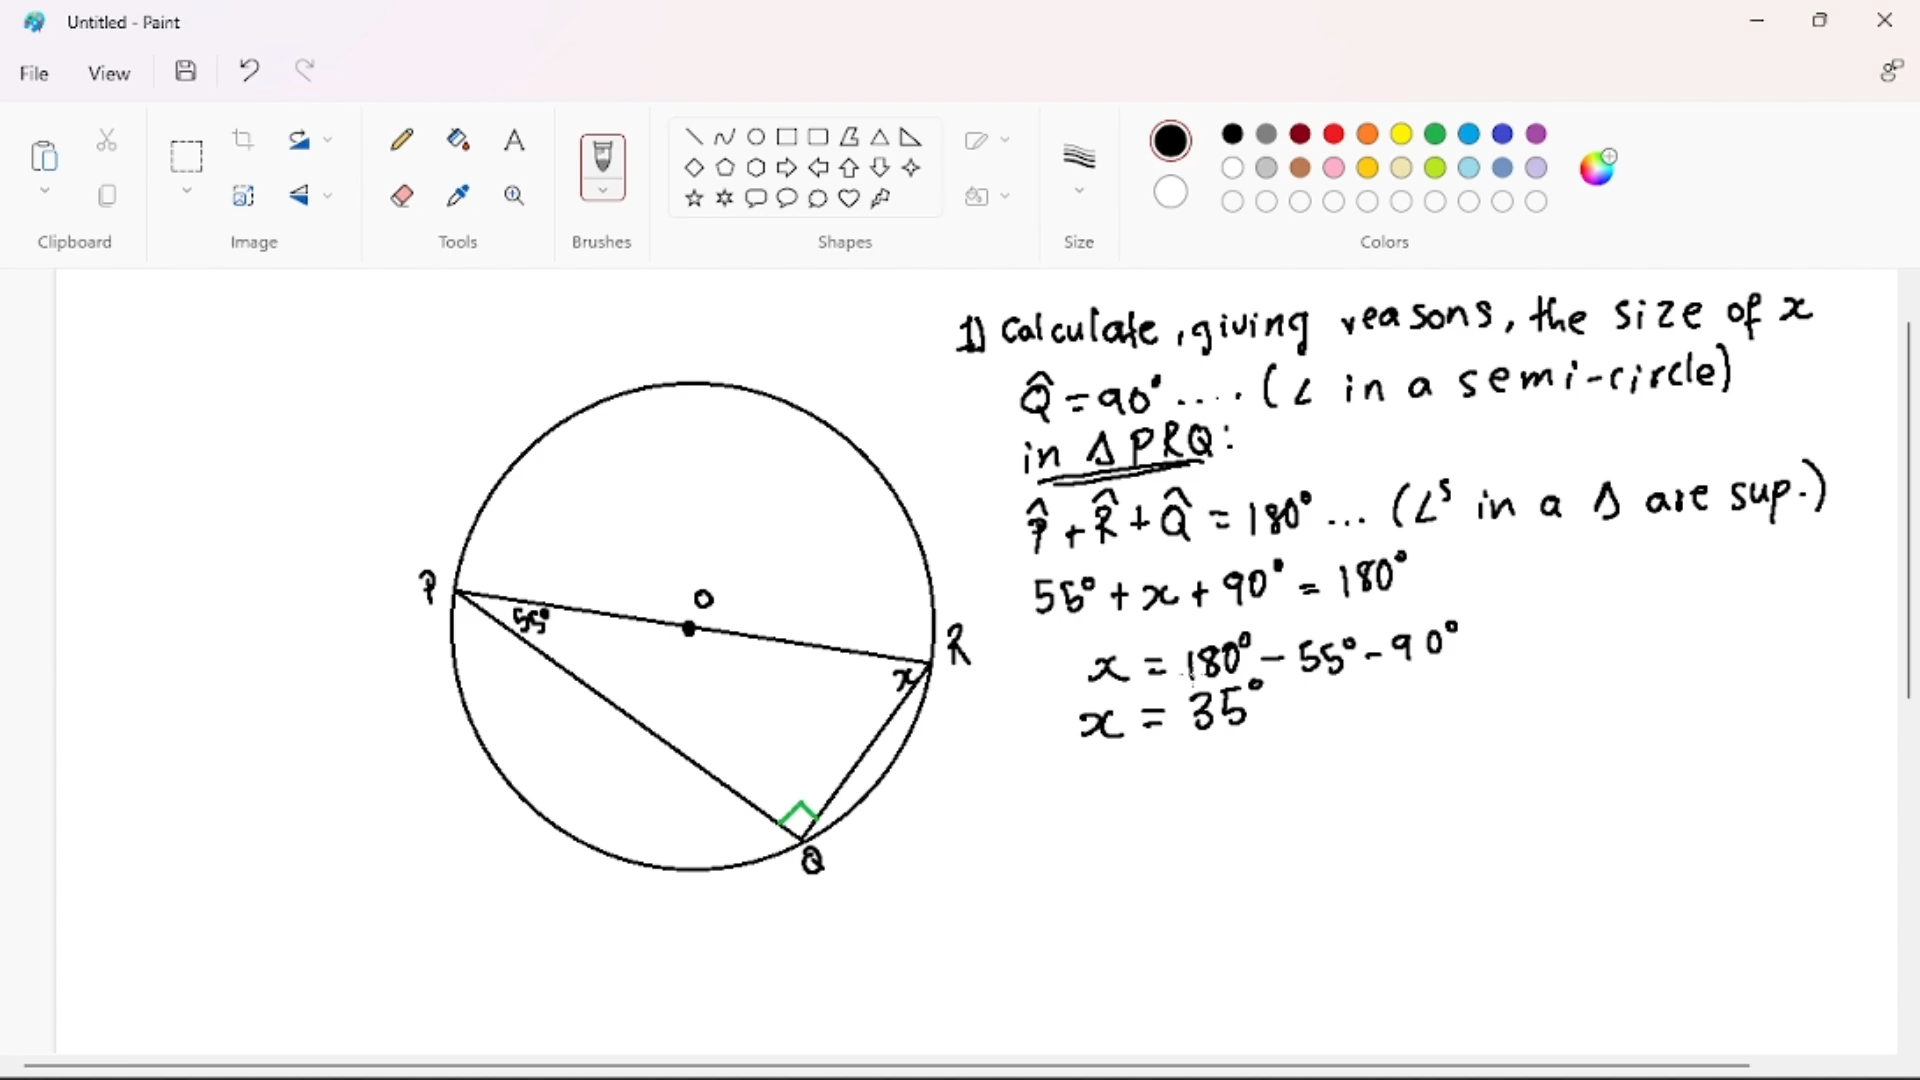 Untitled - Paint
File View
Clipboard Image Tools Brushes Shapes Size Colors
1) Calculate, giving reasons, the size of x
Q̂ = 90° .... (∠ in a semi-circle)
in Δ PRQ:
P̂ + R̂ + Q̂ = 180° ... (∠s in a Δ are sup.)
55° + x + 90° = 180°
x = 180° - 55° - 90°
x = 35°
P
55°
O
R
x
Q